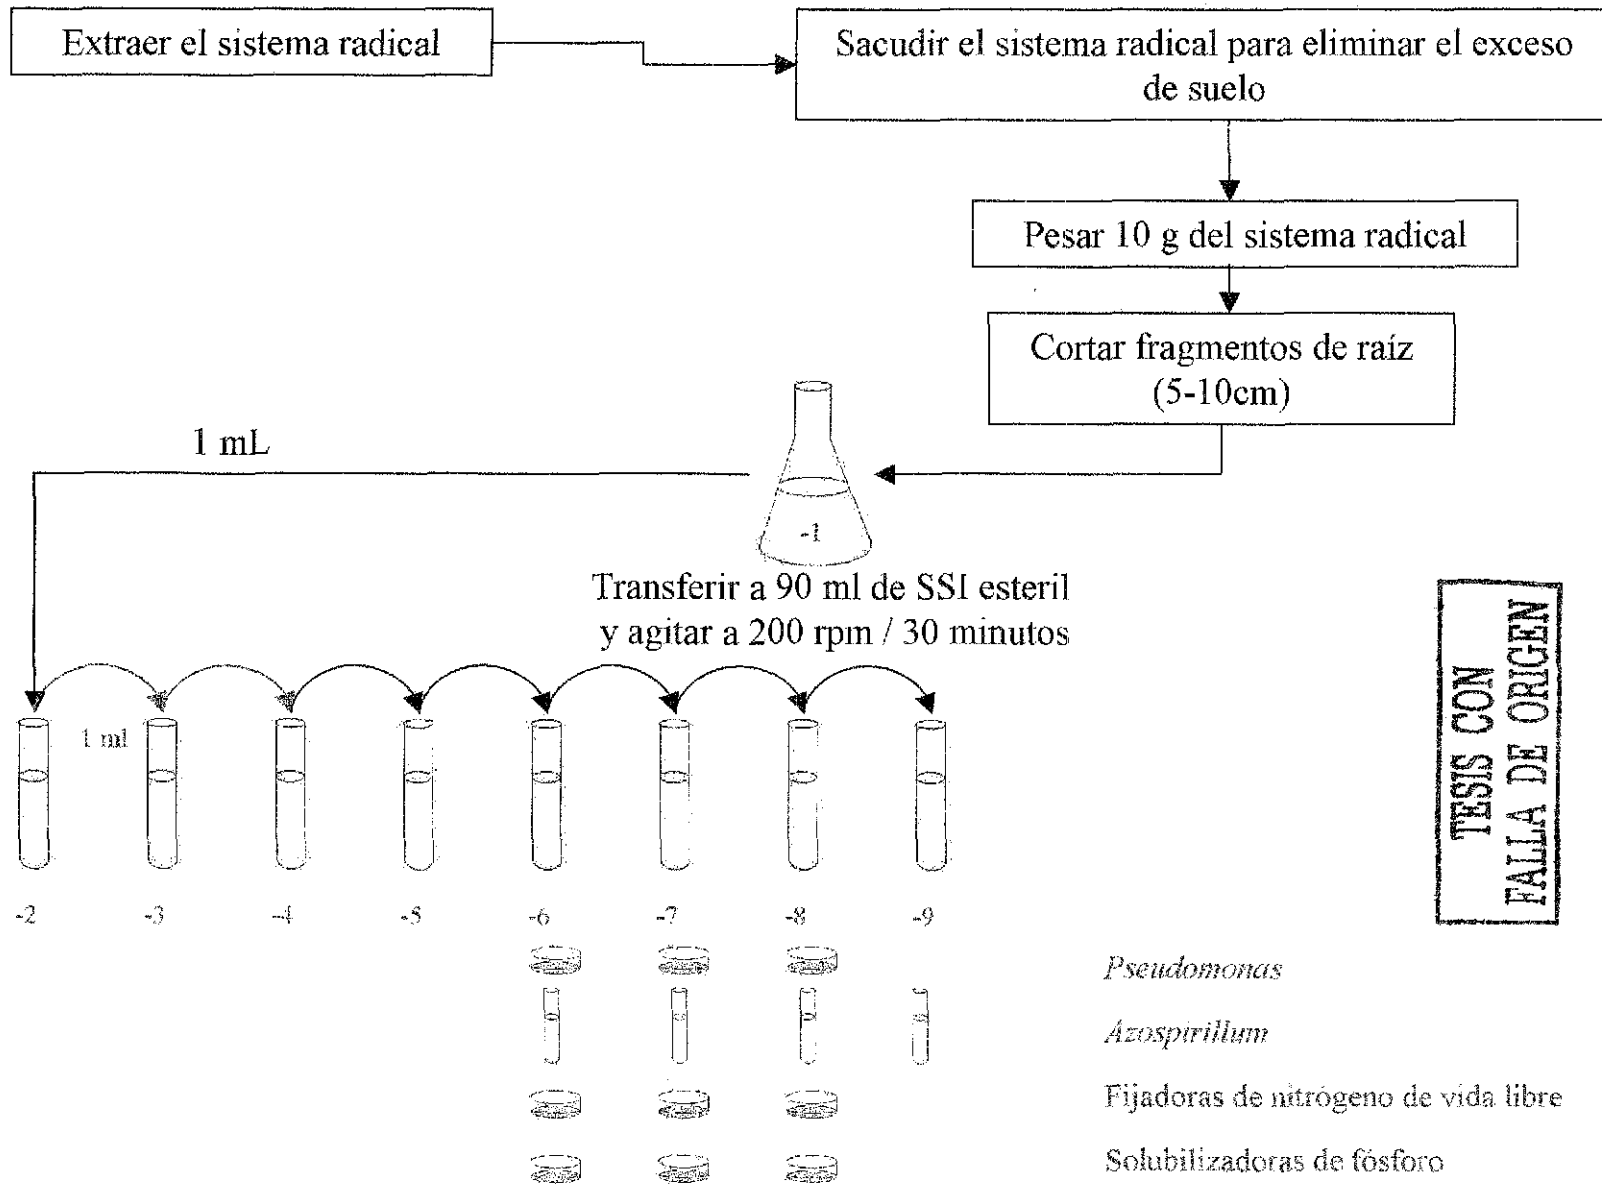 Extraer el sistema radical
Sacudir el sistema radical para eliminar el exceso
de suelo
Pesar 10 g del sistema radical
Cortar fragmentos de raíz
(5-10cm)
1 mL
-1
Transferir a 90 ml de SSI esteril
y agitar a 200 rpm / 30 minutos
1 ml
-2 -3 -4 -5 -6 -7 -8 -9
Pseudomonas
Azospirillum
Fijadoras de nitrógeno de vida libre
Solubilizadoras de fósforo
TESIS CON
FALLA DE ORIGEN